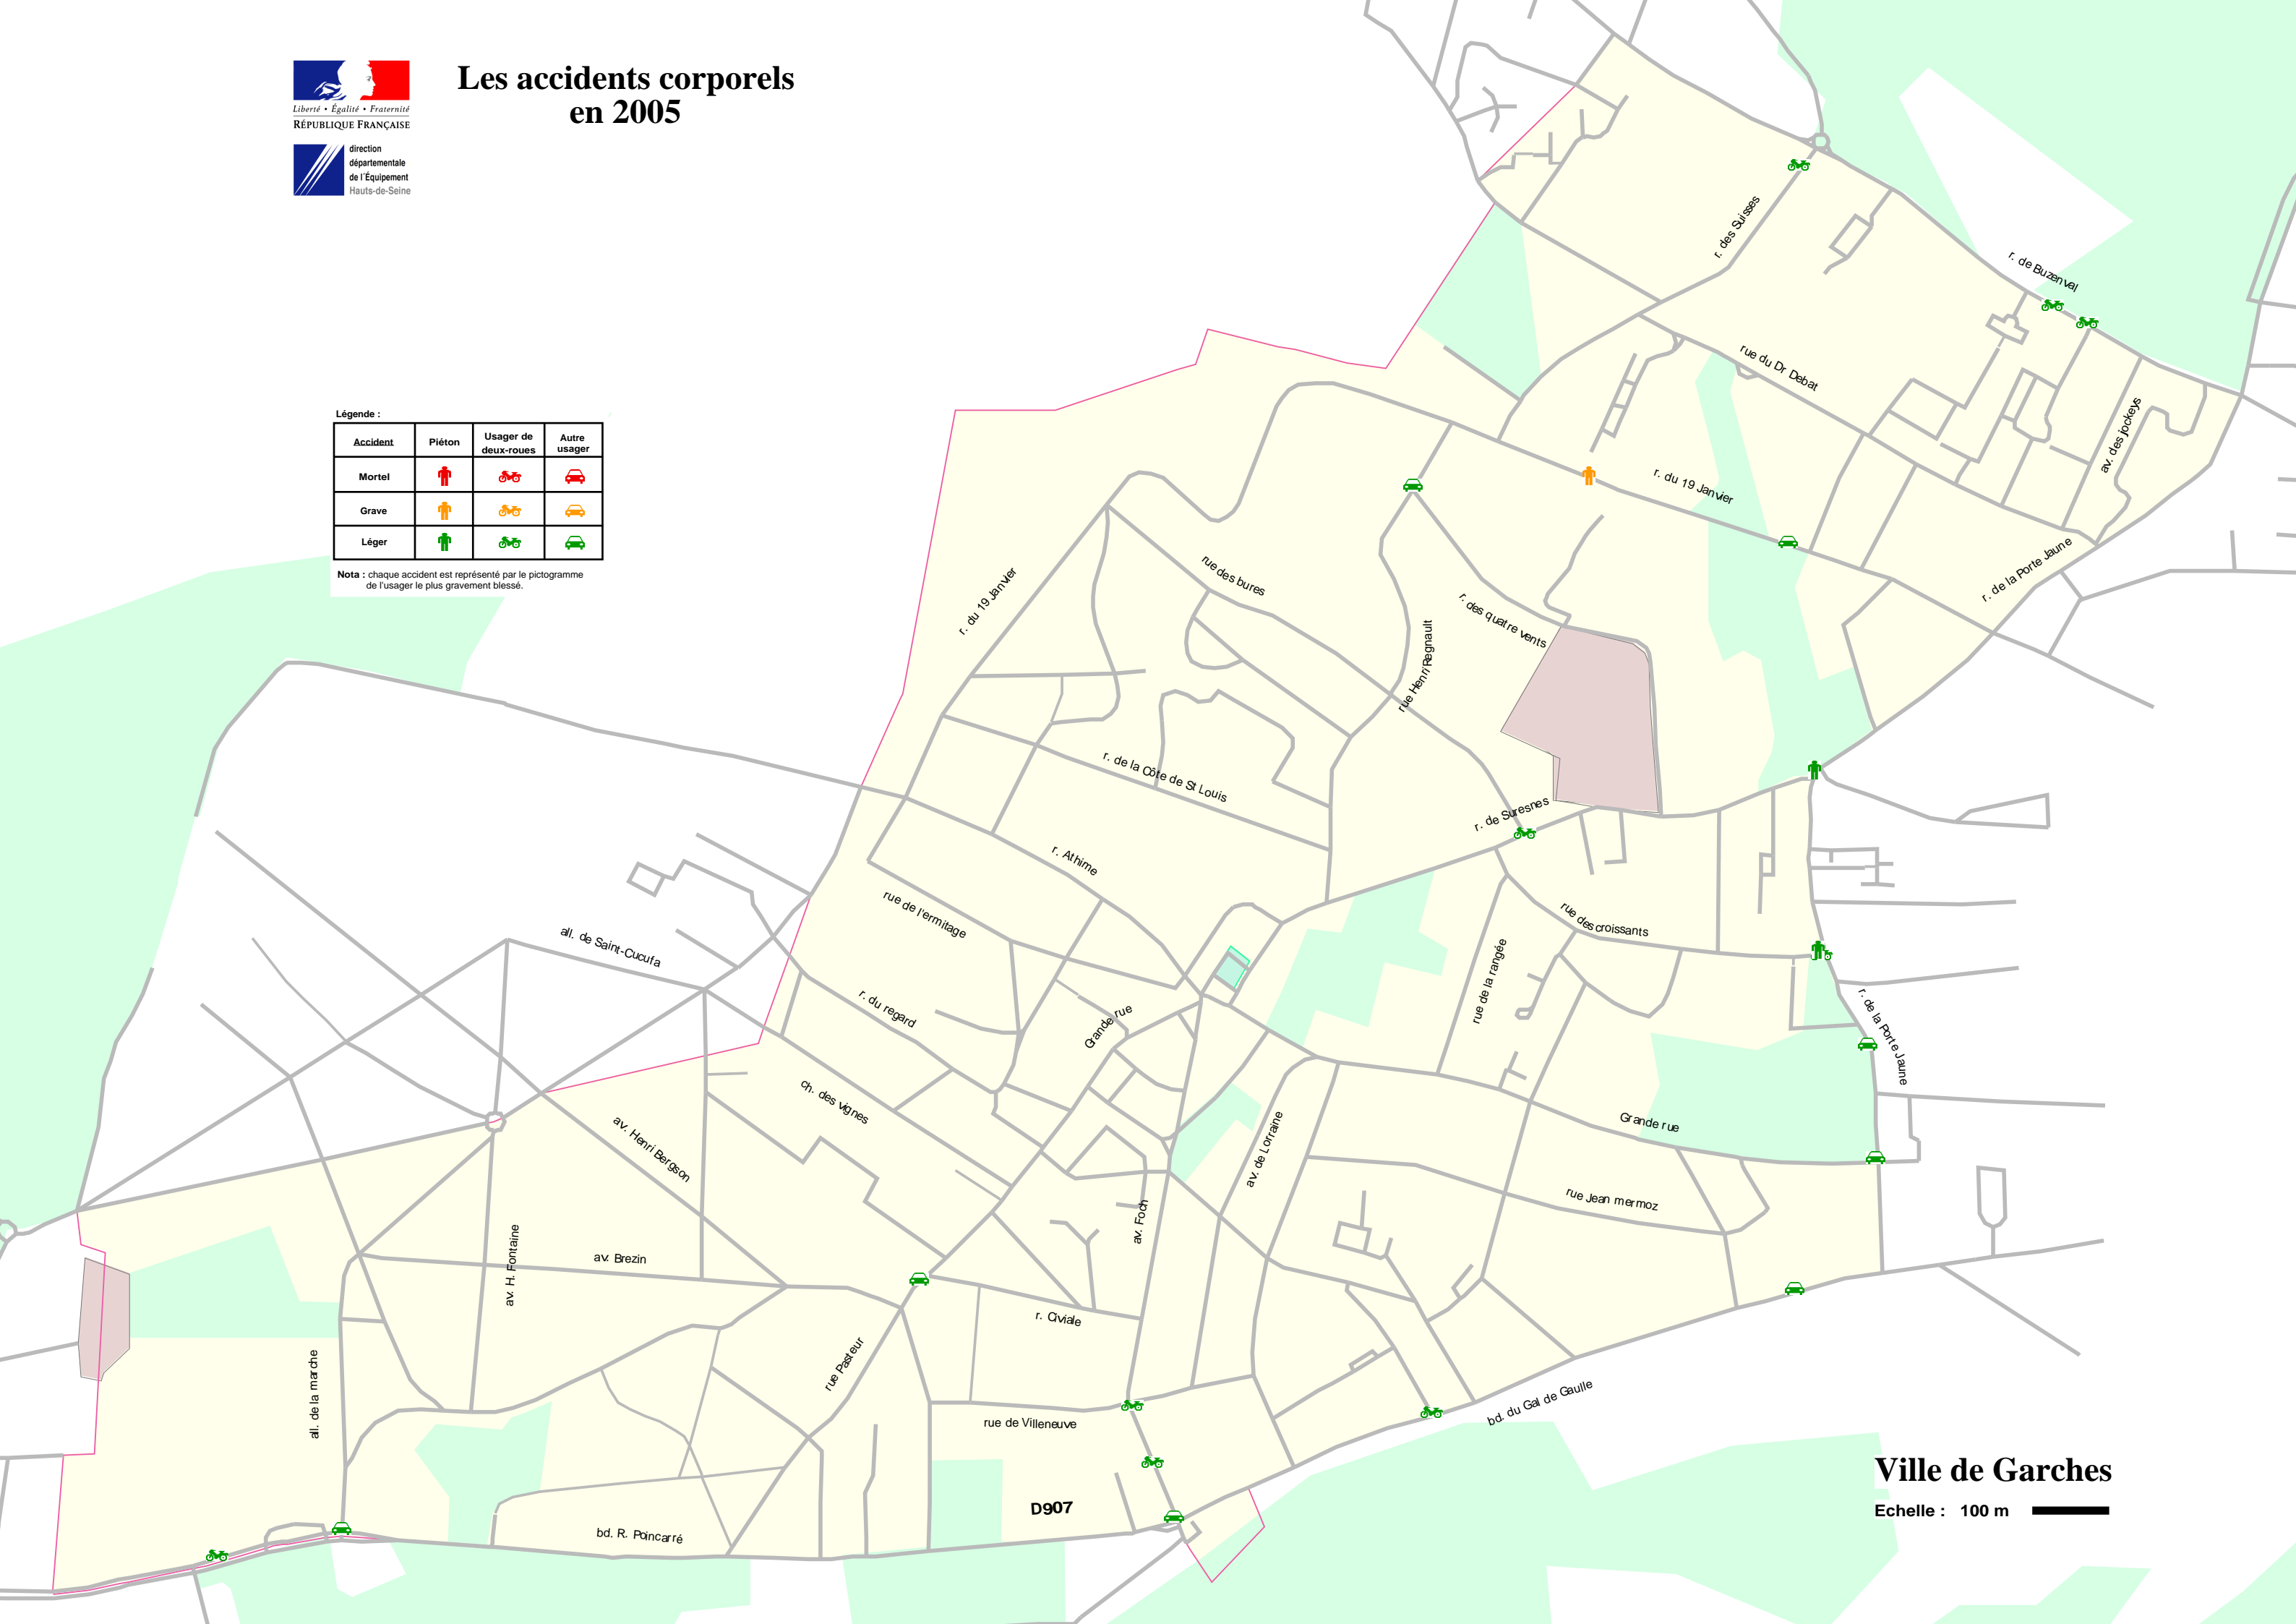 Les accidents corporels
en 2005
Liberté • Égalité • Fraternité
RÉPUBLIQUE FRANÇAISE
direction
départementale
de l'Équipement
Hauts-de-Seine
r. des Suisses
r. de Buzenval
rue du Dr Debat
av. des jockeys
Légende :
Accident
Piéton
Usager de
deux-roues
Autre
usager
Mortel
Grave
Léger
Nota : chaque accident est représenté par le pictogramme
de l'usager le plus gravement blessé.
r. du 19 Janvier
r. du 19 Janvier
rue des bures
r. des quatre vents
r. de la Porte Jaune
rue Henri Regnault
r. de la Côte de St Louis
r. de Suresnes
r. Athime
rue de l'ermitage
rue des croissants
all. de Saint-Cucufa
rue de la rangée
r. du regard
Grande rue
r. de la Porte Jaune
ch. des vignes
av. Henri Bergson
av. de Lorraine
Grande rue
rue Jean mermoz
av. Foch
av. H. Fontaine
av. Brezin
r. Civiale
all. de la marche
rue Pasteur
rue de Villeneuve
bd. du Gal de Gaulle
D907
bd. R. Poincarré
Ville de Garches
Echelle : 100 m